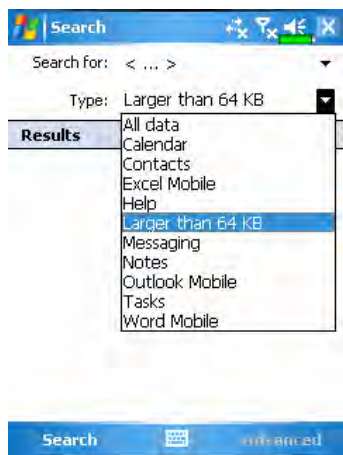 Search
Search for: < ... >
Type: Larger than 64 KB
Results
All data
Calendar
Contacts
Excel Mobile
Help
Larger than 64 KB
Messaging
Notes
Outlook Mobile
Tasks
Word Mobile
Search Advanced